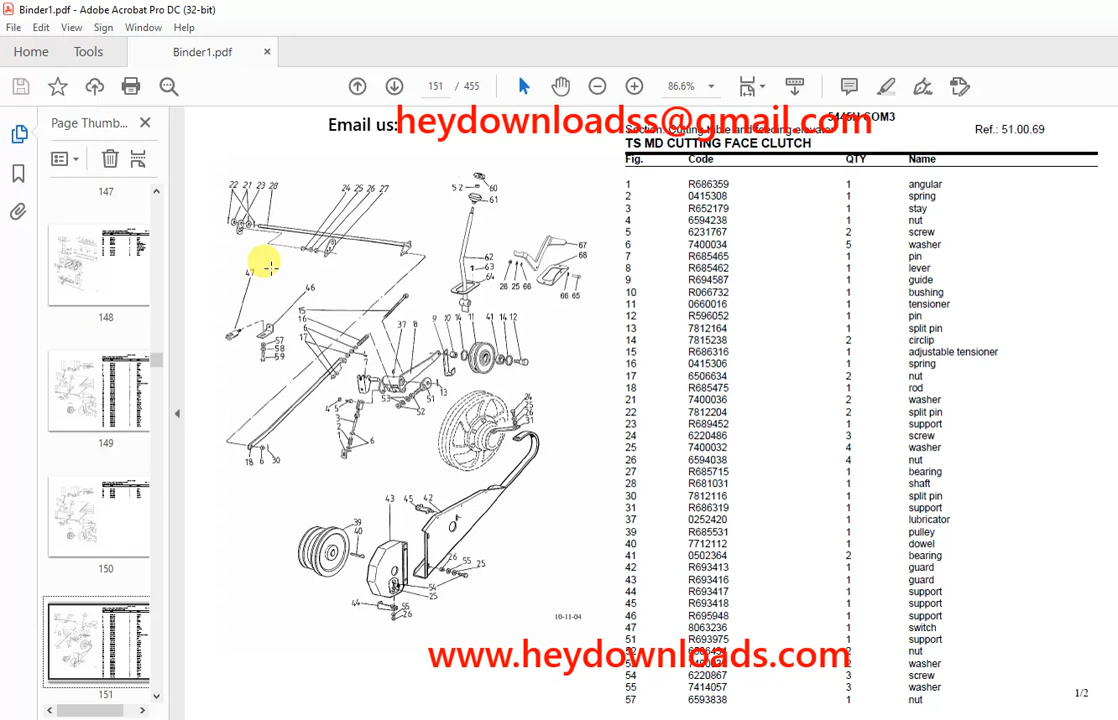 Binder1.pdf - Adobe Acrobat Pro DC (32-bit)
File Edit View Sign Window Help
Home Tools Binder1.pdf ×
151 / 455 86.6%
Email us: heydownloadss@gmail.com
Page Thumb... ×
147
148
149
150
151
Ref.: 51.00.69
TS MD CUTTING FACE CLUTCH
Fig. Code QTY Name
1 R686359 1 angular
2 0415308 1 spring
3 R652179 1 stay
4 6594238 1 nut
5 6231767 2 screw
6 7400034 5 washer
7 R685465 1 pin
8 R685462 1 lever
9 R694587 1 guide
10 R066732 1 bushing
11 0660016 1 tensioner
12 R596052 1 pin
13 7812164 1 split pin
14 7815238 2 circlip
15 R686316 1 adjustable tensioner
16 0415306 1 spring
17 6506634 2 nut
18 R685475 1 rod
21 7400036 2 washer
22 7812204 2 split pin
23 R689452 1 support
24 6220486 3 screw
25 7400032 4 washer
26 6594038 4 nut
27 R685715 1 bearing
28 R681031 1 shaft
30 7812116 1 split pin
31 R686319 1 support
37 0252420 1 lubricator
39 R685531 1 pulley
40 7712112 1 dowel
41 0502364 2 bearing
42 R693413 1 guard
43 R693416 1 guard
44 R693417 1 support
45 R693418 1 support
46 R695948 1 support
47 8063236 1 switch
51 R693975 1 support
nut
washer
54 6220867 3 screw
55 7414057 3 washer
57 6593838 1 nut
www.heydownloads.com
10-11-04
1/2